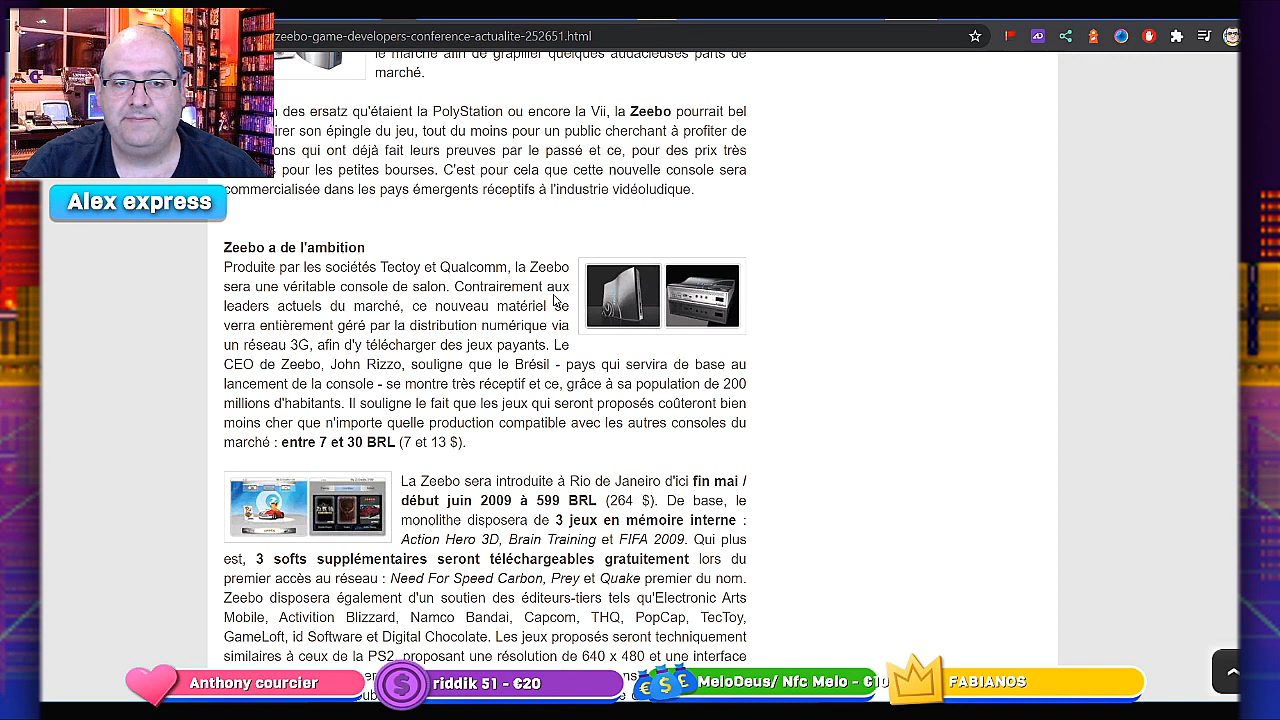 zeebo-game-developers-conference-actualite-252651.html
le marché afin de grapiller quelques audacieuses parts de
marché.
des ersatz qu'étaient la PolyStation ou encore la Vii, la Zeebo pourrait bel
irer son épingle du jeu, tout du moins pour un public cherchant à profiter de
ons qui ont déjà fait leurs preuves par le passé et ce, pour des prix très
pour les petites bourses. C'est pour cela que cette nouvelle console sera
commercialisée dans les pays émergents réceptifs à l'industrie vidéoludique.
Alex express
Zeebo a de l'ambition
Produite par les sociétés Tectoy et Qualcomm, la Zeebo
sera une véritable console de salon. Contrairement aux
leaders actuels du marché, ce nouveau matériel se
verra entièrement géré par la distribution numérique via
un réseau 3G, afin d'y télécharger des jeux payants. Le
CEO de Zeebo, John Rizzo, souligne que le Brésil - pays qui servira de base au
lancement de la console - se montre très réceptif et ce, grâce à sa population de 200
millions d'habitants. Il souligne le fait que les jeux qui seront proposés coûteront bien
moins cher que n'importe quelle production compatible avec les autres consoles du
marché : entre 7 et 30 BRL (7 et 13 $).
La Zeebo sera introduite à Rio de Janeiro d'ici fin mai /
début juin 2009 à 599 BRL (264 $). De base, le
monolithe disposera de 3 jeux en mémoire interne :
Action Hero 3D, Brain Training et FIFA 2009. Qui plus
est, 3 softs supplémentaires seront téléchargeables gratuitement lors du
premier accès au réseau : Need For Speed Carbon, Prey et Quake premier du nom.
Zeebo disposera également d'un soutien des éditeurs-tiers tels qu'Electronic Arts
Mobile, Activition Blizzard, Namco Bandai, Capcom, THQ, PopCap, TecToy,
GameLoft, id Software et Digital Chocolate. Les jeux proposés seront techniquement
similaires à ceux de la PS2, proposant une résolution de 640 x 480 et une interface
Anthony courcier
riddik 51 - €20
MeloDeus/ Nfc Melo - €10
FABIANOS